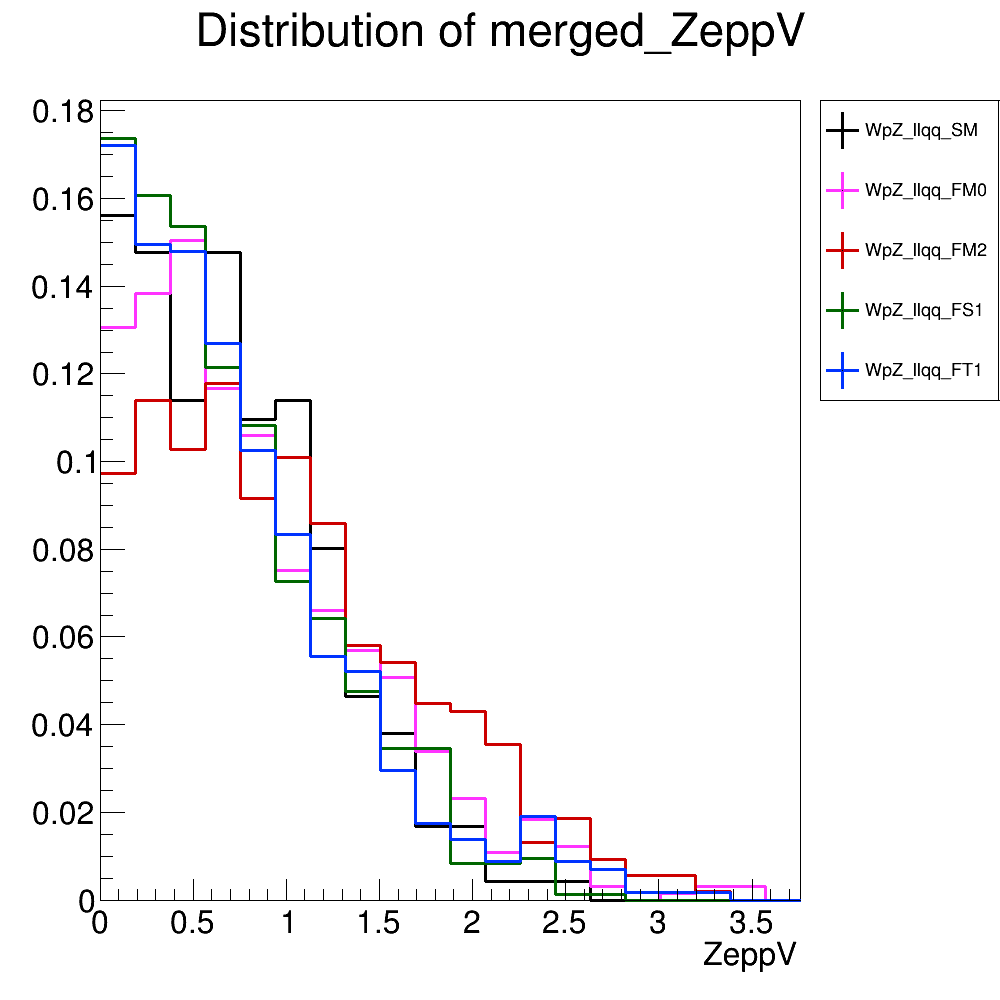 Distribution of merged_ZeppV
0.18
0.16
0.14
0.12
0.1
0.08
0.06
0.04
0.02
0
0 0.5 1 1.5 2 2.5 3 3.5
ZeppV
WpZ_llqq_SM
WpZ_llqq_FM0
WpZ_llqq_FM2
WpZ_llqq_FS1
WpZ_llqq_FT1